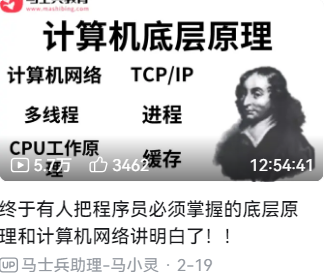 马士兵教育
www.mashibing.com
计算机底层原理
计算机网络 TCP/IP
多线程 进程
CPU工作原理 缓存
5.7万 3462 12:54:41
终于有人把程序员必须掌握的底层原
理和计算机网络讲明白了！！
UP 马士兵助理-马小灵 · 2-19